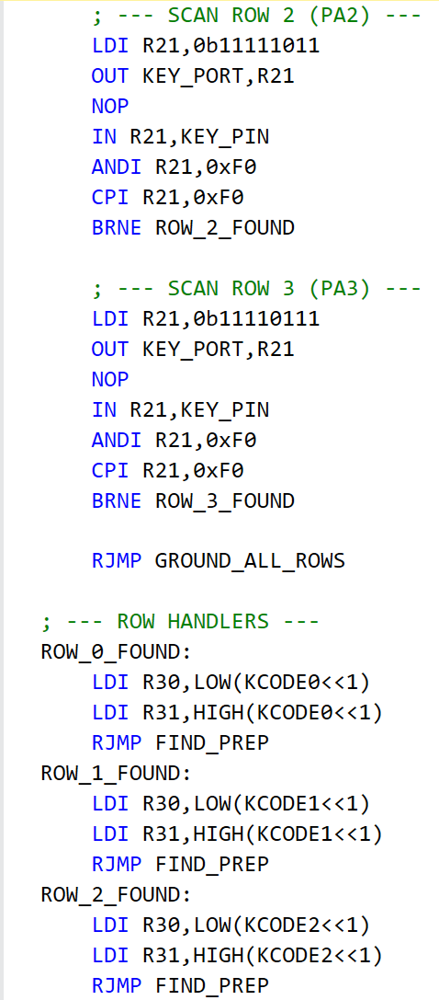 ; --- SCAN ROW 2 (PA2) ---
LDI R21,0b11111011
OUT KEY_PORT,R21
NOP
IN R21,KEY_PIN
ANDI R21,0xF0
CPI R21,0xF0
BRNE ROW_2_FOUND
; --- SCAN ROW 3 (PA3) ---
LDI R21,0b11110111
OUT KEY_PORT,R21
NOP
IN R21,KEY_PIN
ANDI R21,0xF0
CPI R21,0xF0
BRNE ROW_3_FOUND
RJMP GROUND_ALL_ROWS
; --- ROW HANDLERS ---
ROW_0_FOUND:
LDI R30,LOW(KCODE0<<1)
LDI R31,HIGH(KCODE0<<1)
RJMP FIND_PREP
ROW_1_FOUND:
LDI R30,LOW(KCODE1<<1)
LDI R31,HIGH(KCODE1<<1)
RJMP FIND_PREP
ROW_2_FOUND:
LDI R30,LOW(KCODE2<<1)
LDI R31,HIGH(KCODE2<<1)
RJMP FIND_PREP